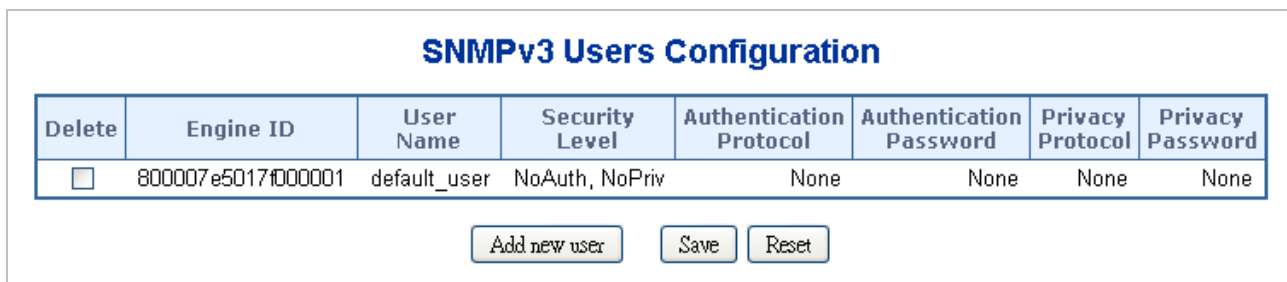 SNMPv3 Users Configuration
Delete Engine ID User Name Security Level Authentication Protocol Authentication Password Privacy Protocol Privacy Password
800007e5017f000001 default_user NoAuth, NoPriv None None None None
Add new user Save Reset